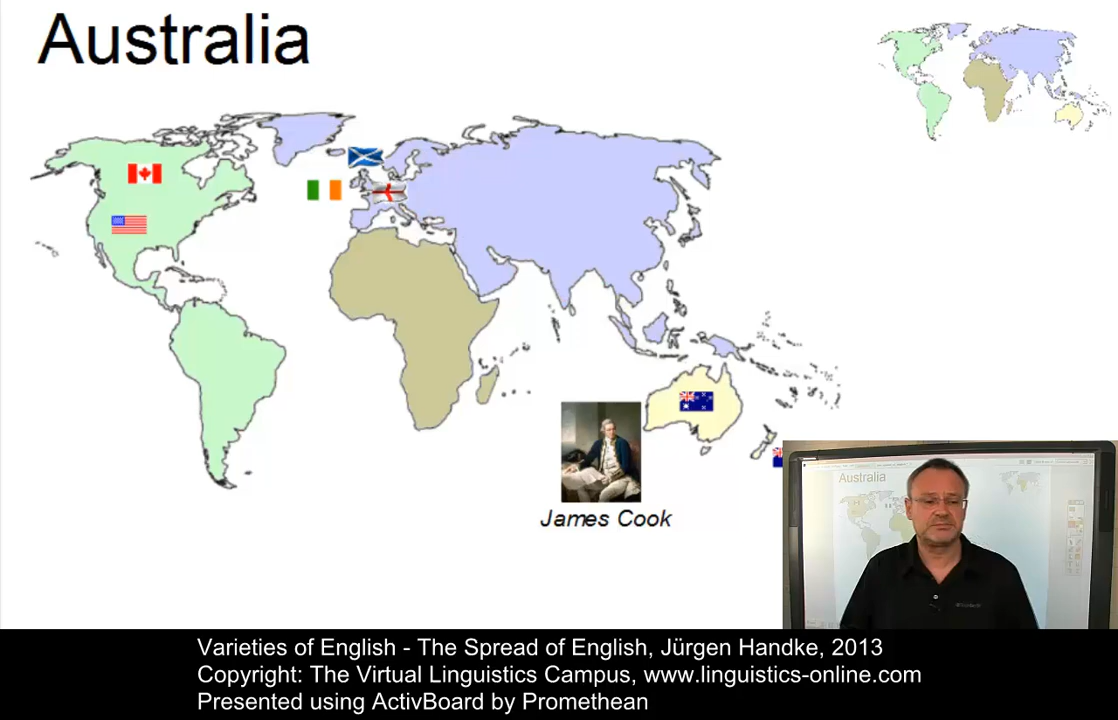 Australia
James Cook
Australia
Varieties of English - The Spread of English, Jürgen Handke, 2013
Copyright: The Virtual Linguistics Campus, www.linguistics-online.com
Presented using ActivBoard by Promethean